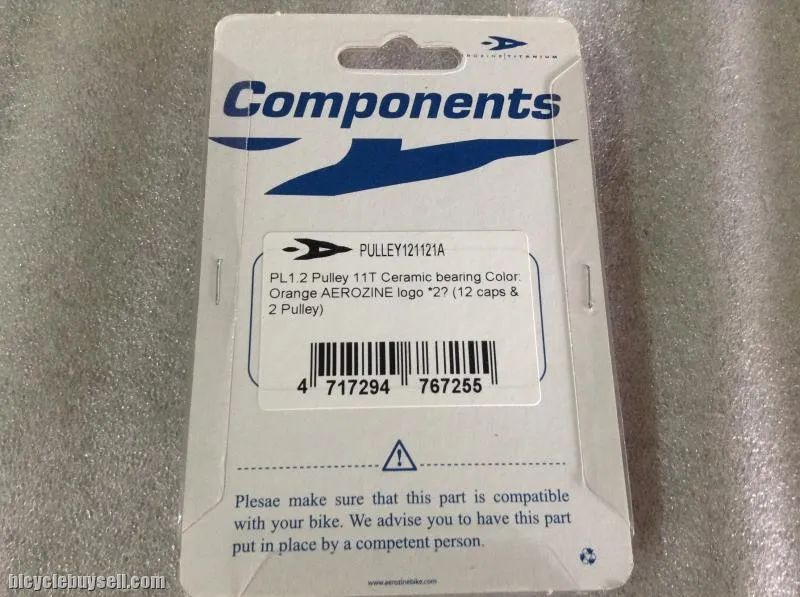 AEROZINE|TITANIUM
Components
PULLEY121121A
PL1.2 Pulley 11T Ceramic bearing Color:
Orange AEROZINE logo *2? (12 caps &
2 Pulley)
4 717294 767255
Plesae make sure that this part is compatible
with your bike. We advise you to have this part
put in place by a competent person.
www.aerozinebike.com
bicyclebuysell.com